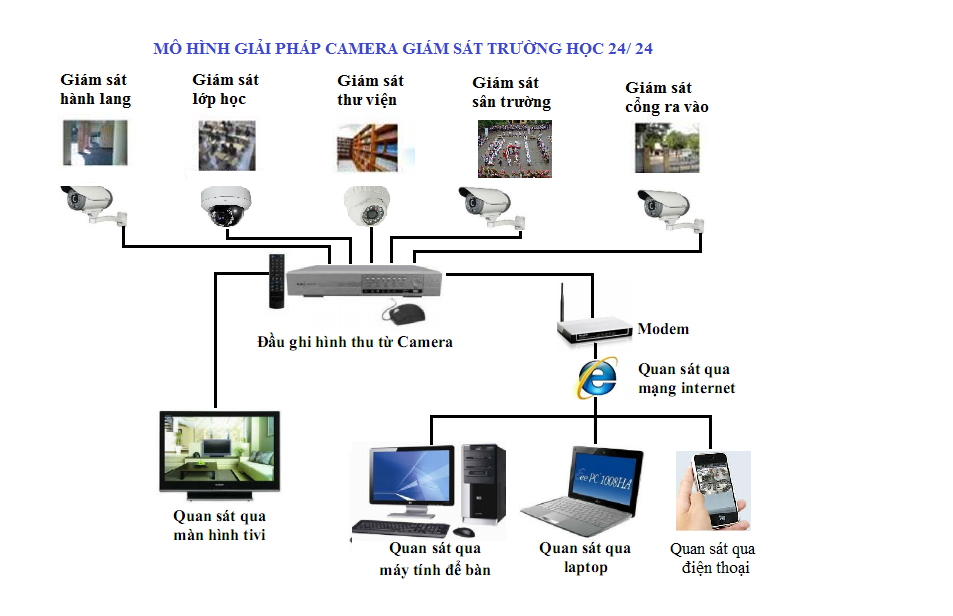 MÔ HÌNH GIẢI PHÁP CAMERA GIÁM SÁT TRƯỜNG HỌC 24/ 24
Giám sát
hành lang
Giám sát
lớp học
Giám sát
thư viện
Giám sát
sân trường
Giám sát
cổng ra vào
Đầu ghi hình thu từ Camera
Modem
Quan sát qua
mạng internet
Eee PC 1008HA
Quan sát qua
màn hình tivi
Quan sát qua
máy tính để bàn
Quan sát qua
laptop
Quan sát qua
điện thoại